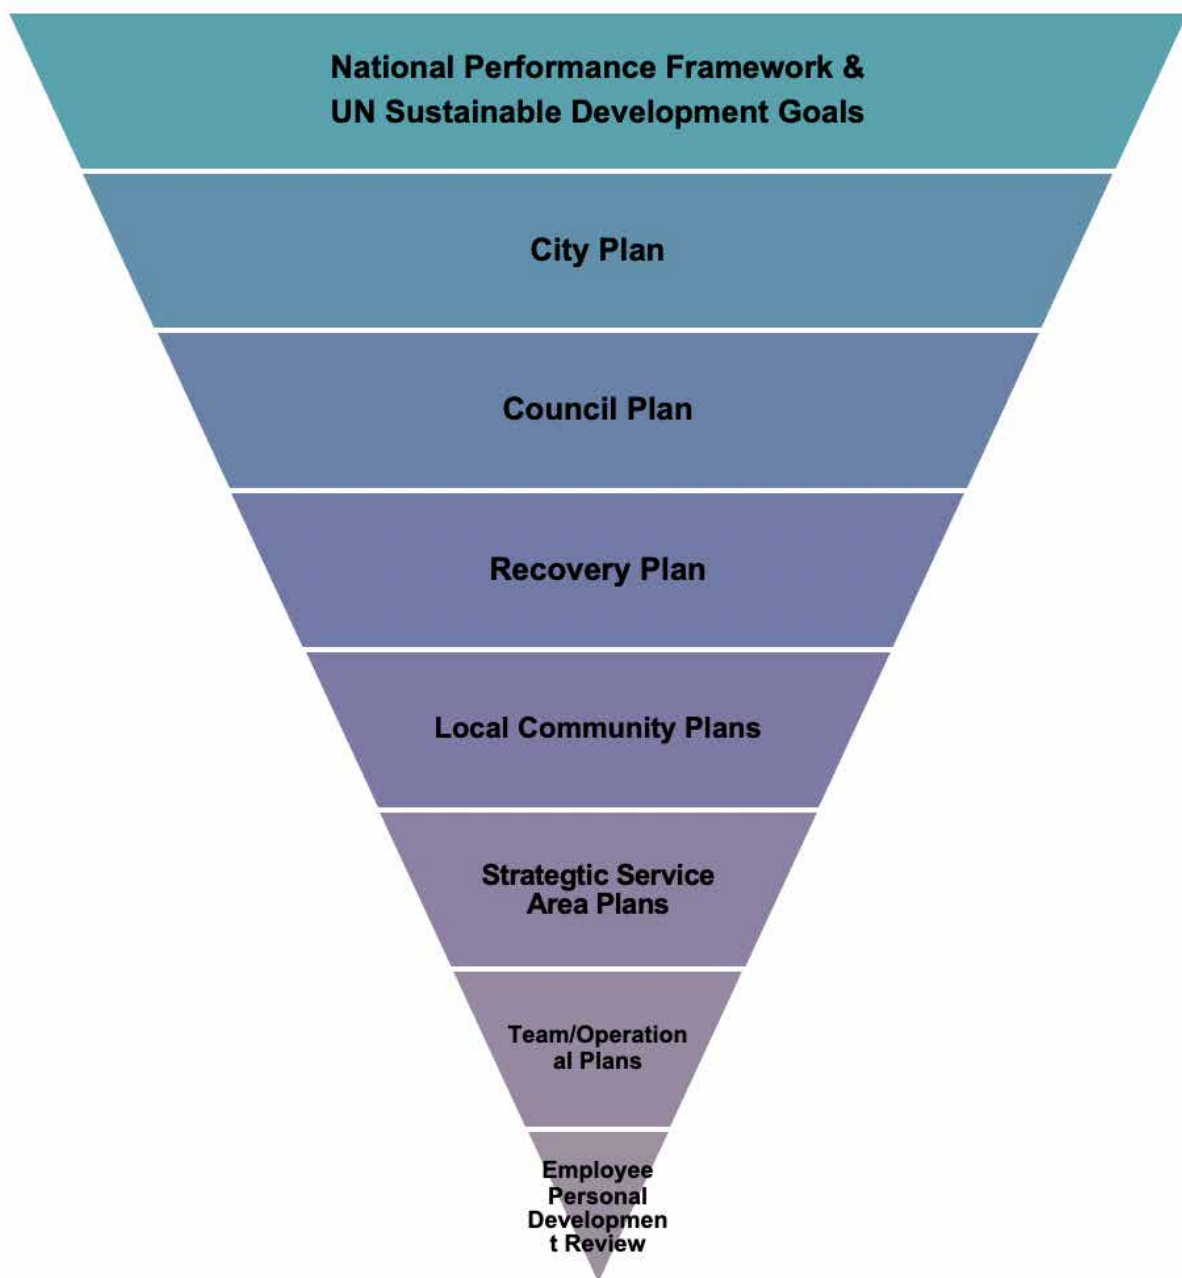 National Performance Framework &
UN Sustainable Development Goals
City Plan
Council Plan
Recovery Plan
Local Community Plans
Strategtic Service
Area Plans
Team/Operation
al Plans
Employee
Personal
Developmen
t Review